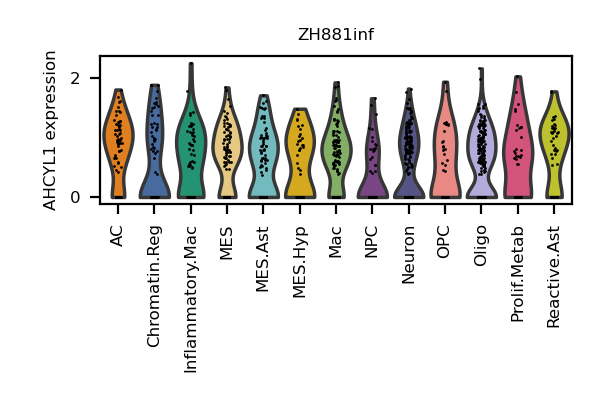 ZH881inf
AHCYL1 expression
2
0
AC
Chromatin.Reg
Inflammatory.Mac
MES
MES.Ast
MES.Hyp
Mac
NPC
Neuron
OPC
Oligo
Prolif.Metab
Reactive.Ast